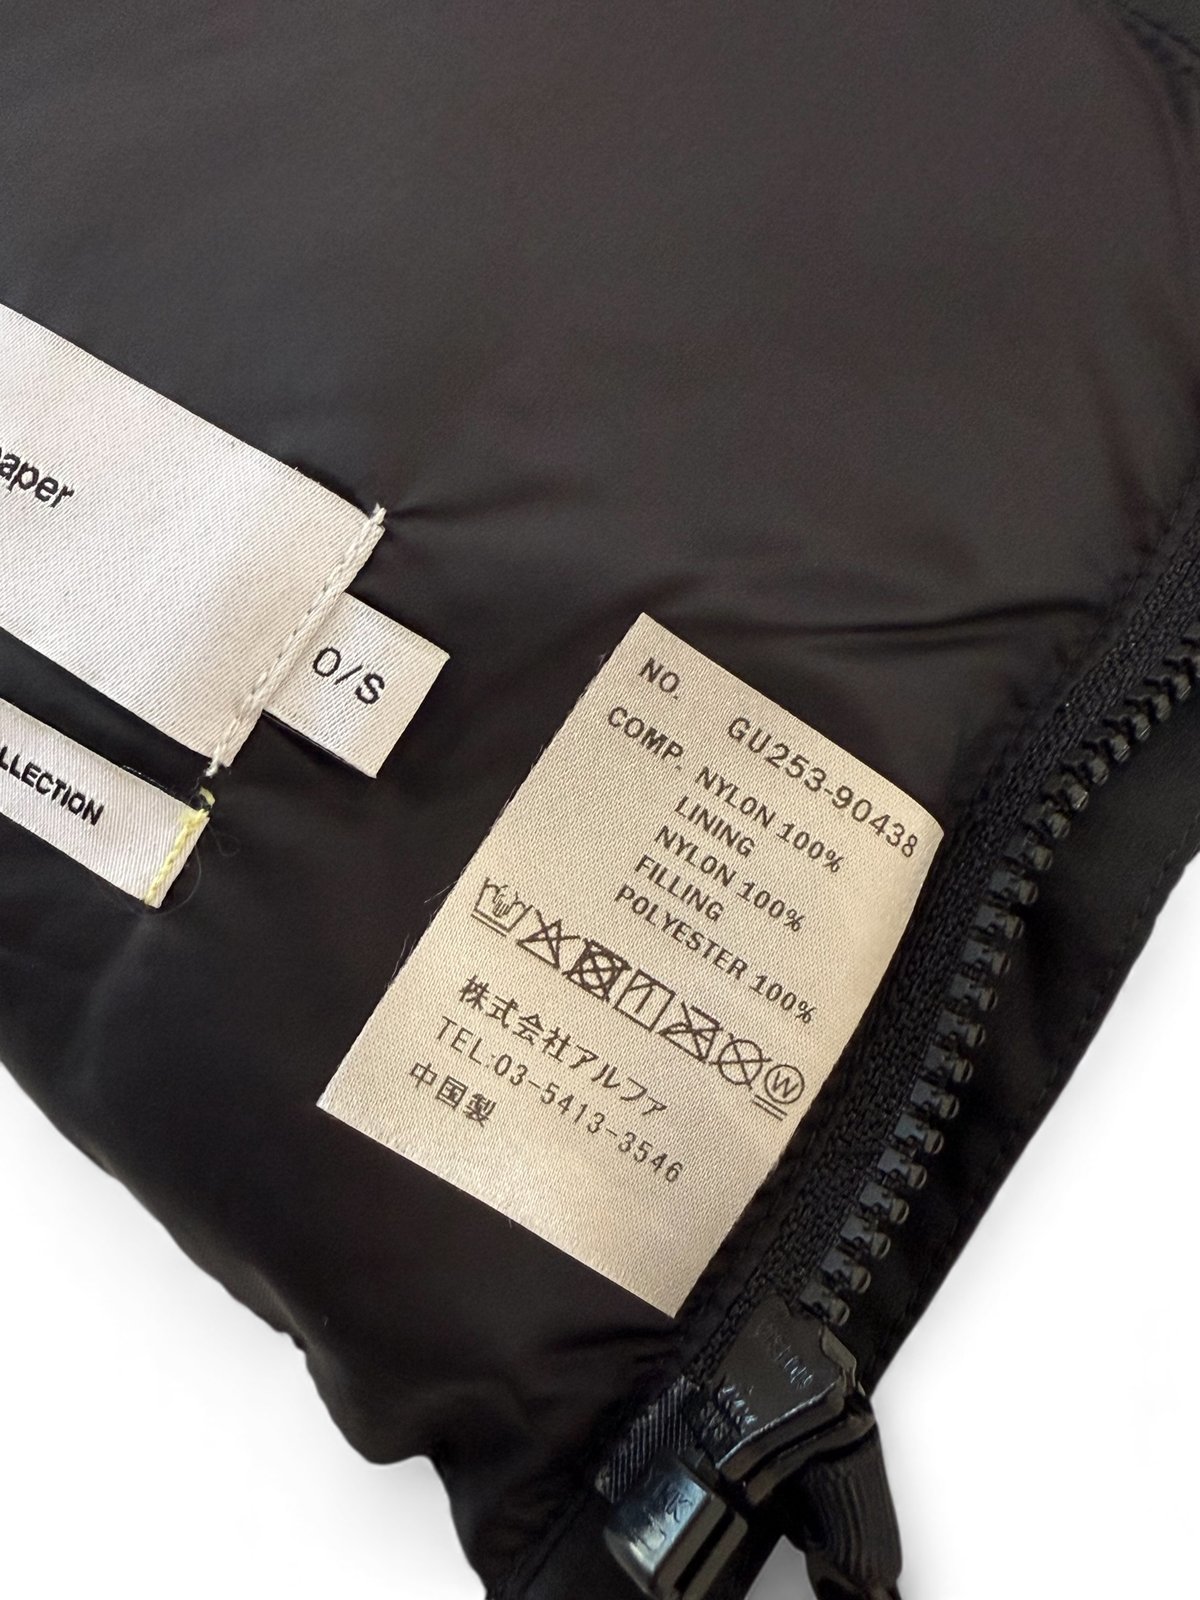 aper
O/S
LLECTION
NO. GU253-90438
COMP. NYLON 100%
LINING
NYLON 100%
FILLING
POLYESTER 100%
W
株式会社アルファ
TEL:03-5413-3546
中国製